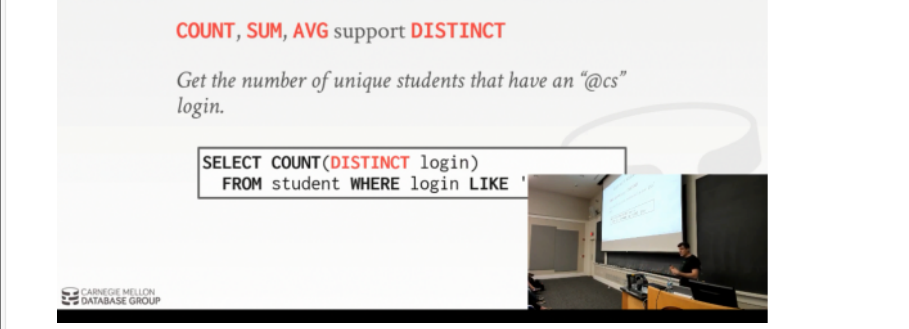 COUNT, SUM, AVG support DISTINCT
Get the number of unique students that have an “@cs”
login.
SELECT COUNT(DISTINCT login)
FROM student WHERE login LIKE '
CARNEGIE MELLON
DATABASE GROUP